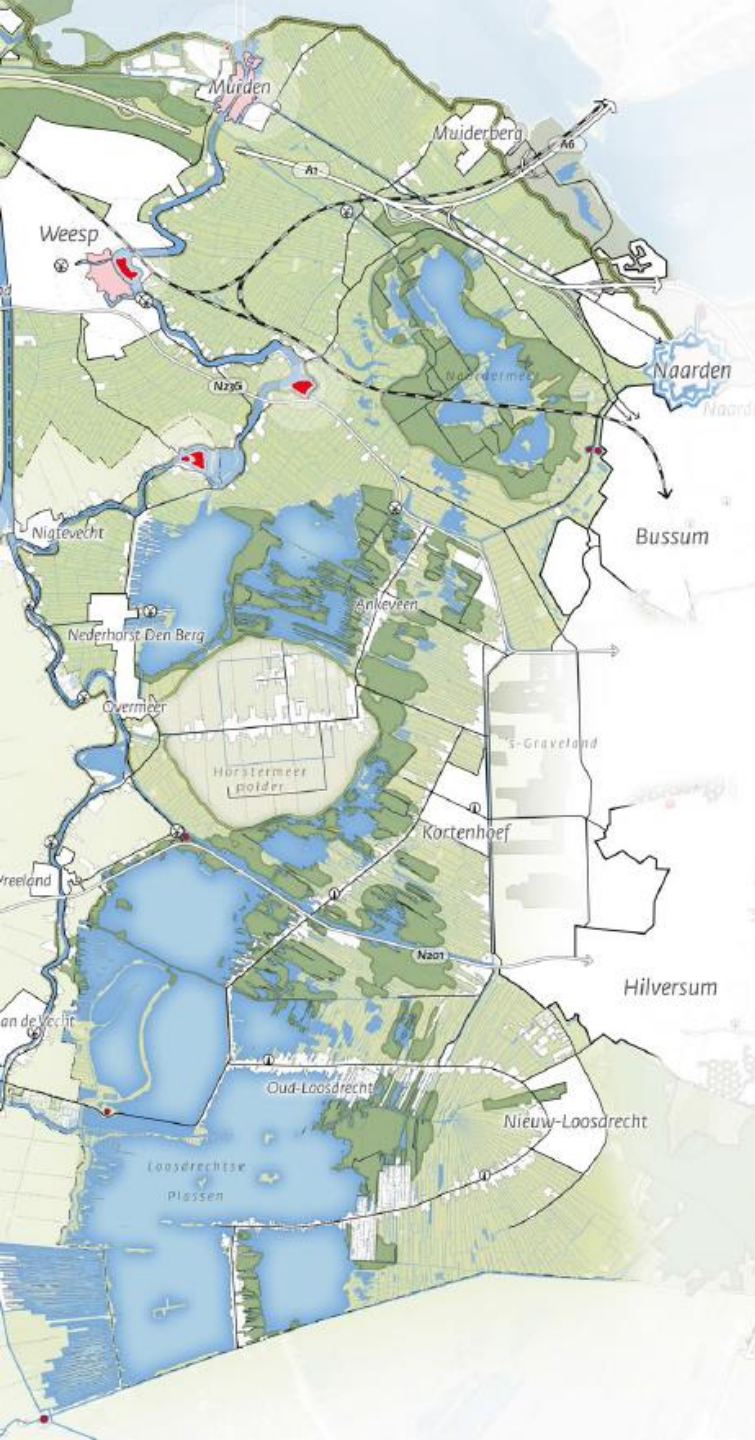 Muiden
Muiderberg
A6
A1
Weesp
Naarden
Naardermeer
N236
Nigtevecht
Bussum
Ankeveen
Nederhorst Den Berg
Overmeer
's-Graveland
Horstermeer
polder
Kortenhoef
Vreeland
N201
Hilversum
an de Vecht
Oud-Loosdrecht
Nieuw-Loosdrecht
Loosdrechtse
Plassen